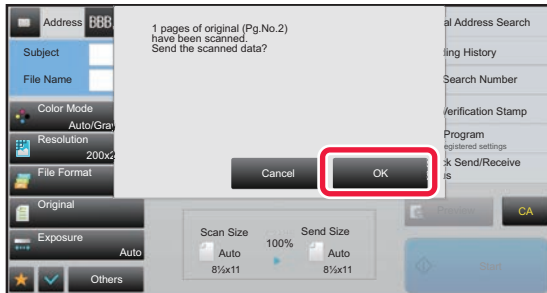 Address BBB
al Address Search
Subject
ing History
File Name
Search Number
1 pages of original (Pg.No.2)
have been scanned.
Send the scanned data?
Color Mode
Auto/Gray
Verification Stamp
Resolution
200x2
Program
egistered settings
File Format
Cancel
OK
ck Send/Receive
us
Original
CA
Exposure
Auto
Scan Size
Auto
8½x11
100%
Send Size
Auto
8½x11
Start
Others